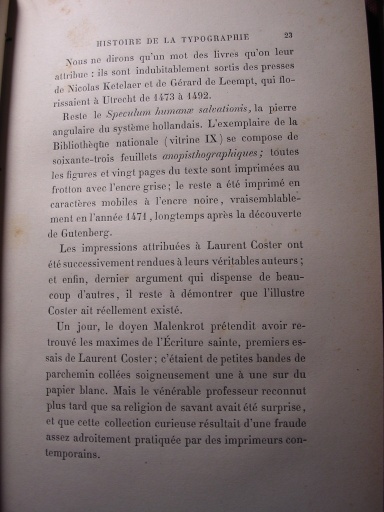 HISTOIRE DE LA TYPOGRAPHIE 23
Nous ne dirons qu'un mot des livres qu'on leur
attribue : ils sont indubitablement sortis des presses
de Nicolas Ketelaer et de Gérard de Leempt, qui flo-
rissaient à Utrecht de 1473 à 1492.
Reste le Speculum humanæ salvationis, la pierre
angulaire du système hollandais. L'exemplaire de la
Bibliothèque nationale (vitrine IX) se compose de
soixante-trois feuillets anopisthographiques; toutes
les figures et vingt pages du texte sont imprimées au
frotton avec l'encre grise; le reste a été imprimé en
caractères mobiles à l'encre noire, vraisemblable-
ment en l'année 1471, longtemps après la découverte
de Gutenberg.
Les impressions attribuées à Laurent Coster ont
été successivement rendues à leurs véritables auteurs;
et enfin, dernier argument qui dispense de beau-
coup d'autres, il reste à démontrer que l'illustre
Coster ait réellement existé.
Un jour, le doyen Malenkrot prétendit avoir re-
trouvé les maximes de l'Écriture sainte, premiers es-
sais de Laurent Coster; c'étaient de petites bandes de
parchemin collées soigneusement une à une sur du
papier blanc. Mais le vénérable professeur reconnut
plus tard que sa religion de savant avait été surprise,
et que cette collection curieuse résultait d'une fraude
assez adroitement pratiquée par des imprimeurs con-
temporains.